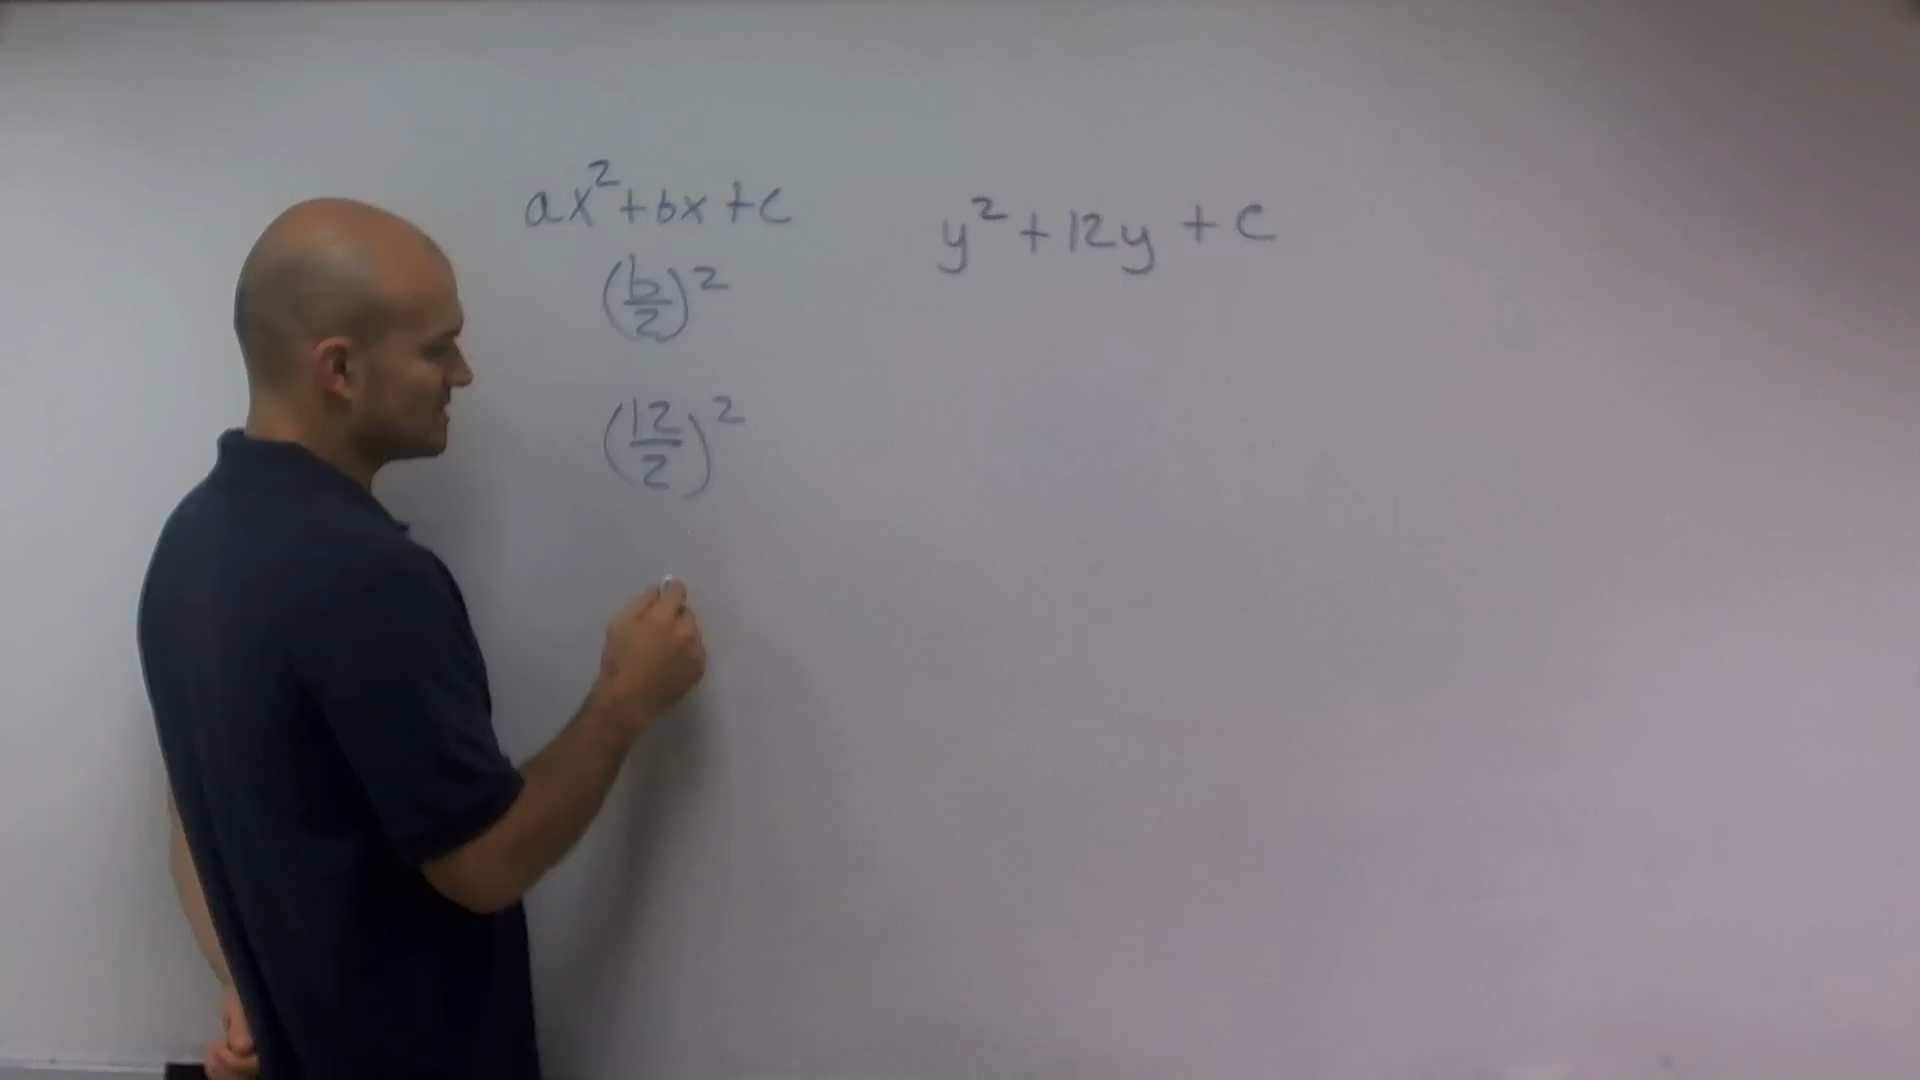 ax² + bx + c
(b/2)²
(12/2)²
y² + 12y + c